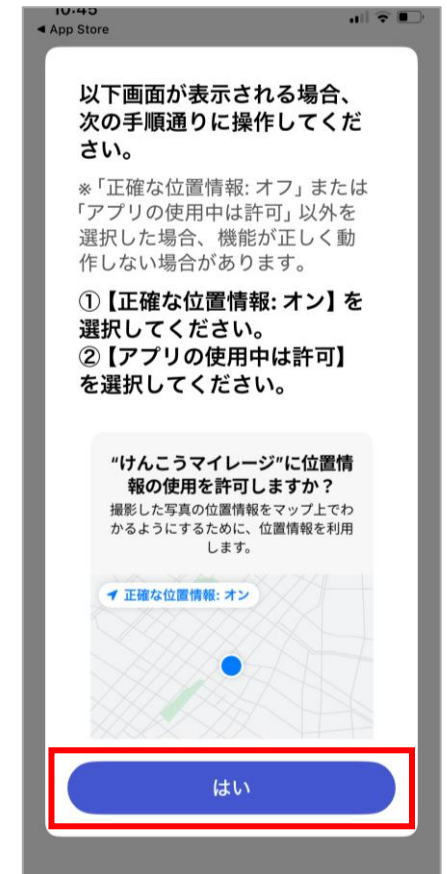 10:45
◀ App Store
以下画面が表示される場合、
次の手順通りに操作してくだ
さい。
※「正確な位置情報: オフ」または
「アプリの使用中は許可」以外を
選択した場合、機能が正しく動
作しない場合があります。
①【正確な位置情報: オン】を
選択してください。
②【アプリの使用中は許可】
を選択してください。
“けんこうマイレージ”に位置情
報の使用を許可しますか？
撮影した写真の位置情報をマップ上でわ
かるようにするために、位置情報を利用
します。
正確な位置情報: オン
はい